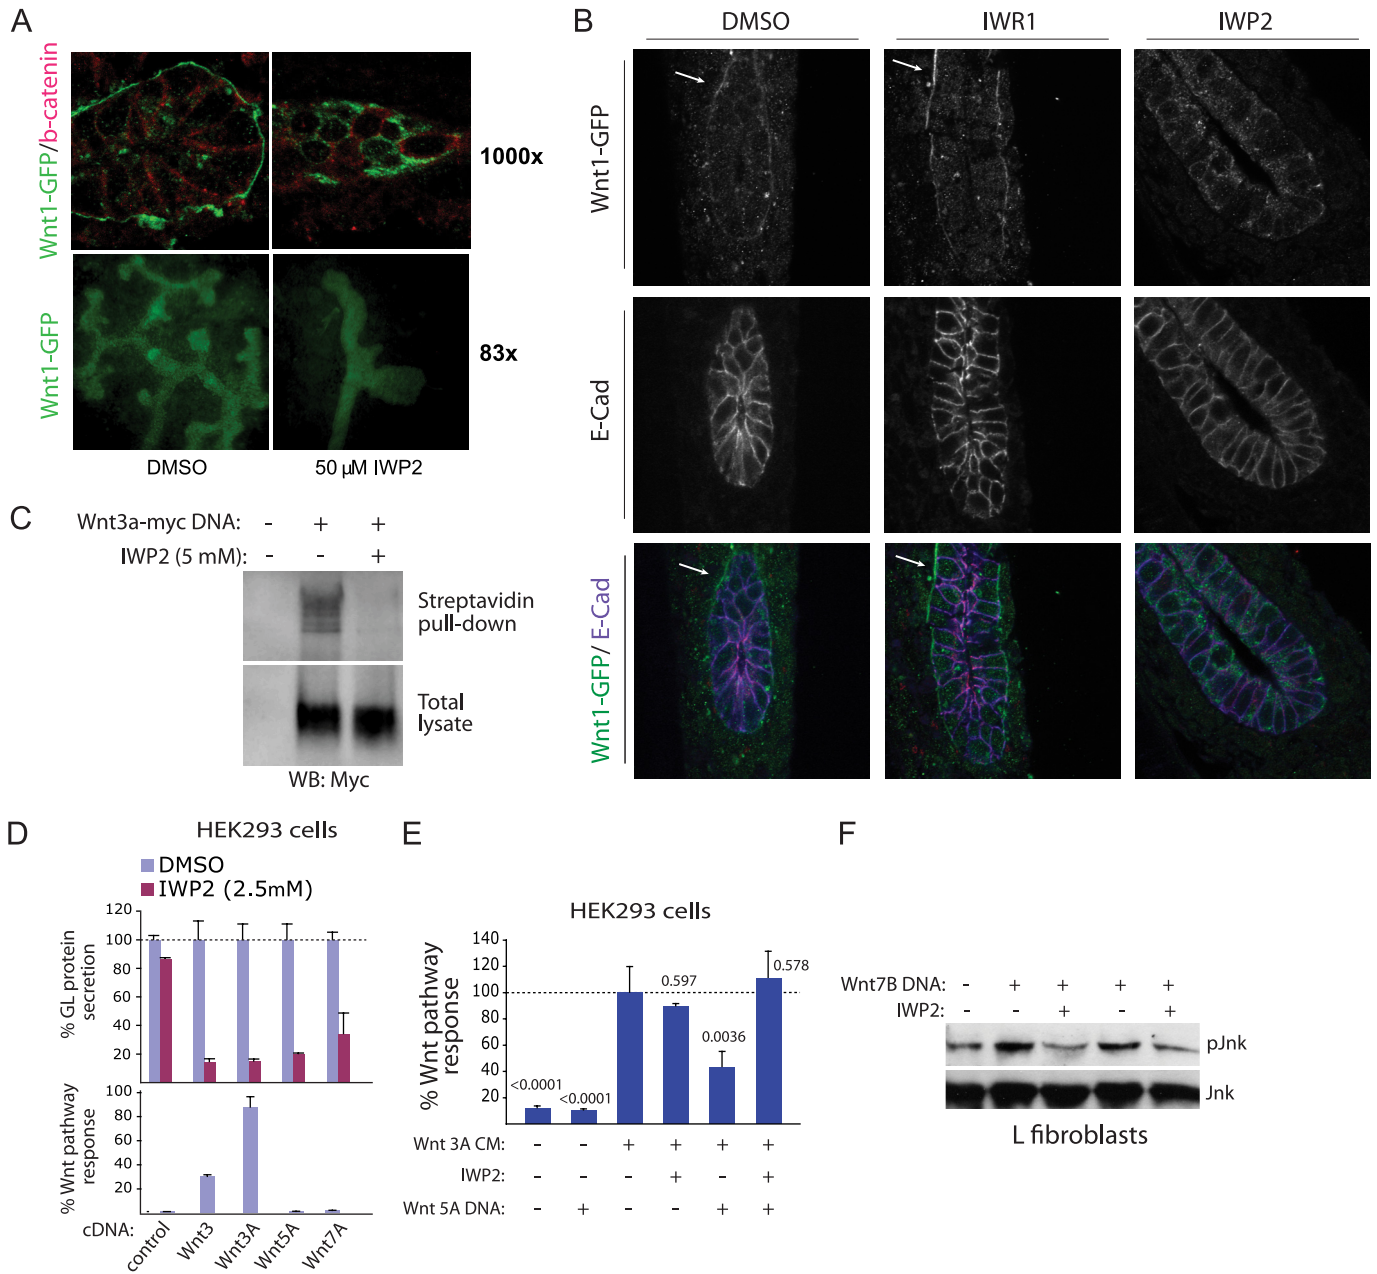 A
Wnt1-GFP/b-catenin
1000x
Wnt1-GFP
83x
DMSO
50 µM IWP2
B
DMSO
IWR1
IWP2
Wnt1-GFP
E-Cad
Wnt1-GFP/ E-Cad
C
Wnt3a-myc DNA: - + +
IWP2 (5 mM): - - +
Streptavidin
pull-down
Total
lysate
WB: Myc
D
HEK293 cells
DMSO
IWP2 (2.5mM)
% GL protein
secretion
120
100
80
60
40
20
% Wnt pathway
response
80
60
40
20
cDNA:
control
Wnt3
Wnt3A
Wnt5A
Wnt7A
E
HEK293 cells
% Wnt pathway
response
140
120
100
80
60
40
20
<0.0001
<0.0001
0.597
0.0036
0.578
Wnt 3A CM: - - + + + +
IWP2: - - - + - +
Wnt 5A DNA: - + - - + +
F
Wnt7B DNA: - + + + +
IWP2: - - + - +
pJnk
Jnk
L fibroblasts